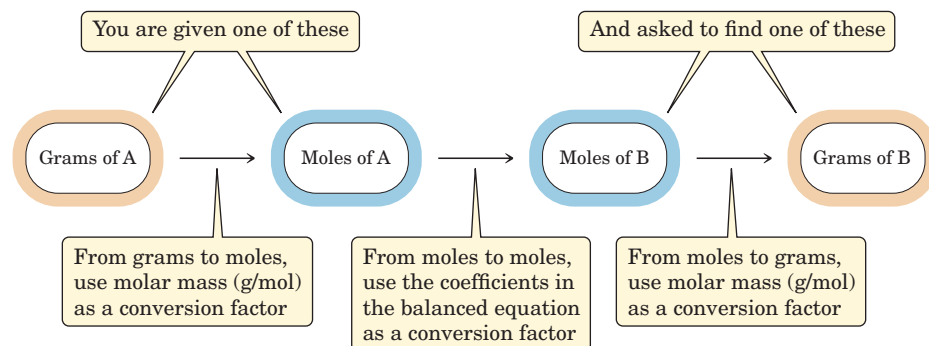 You are given one of these
And asked to find one of these
Grams of A
Moles of A
Moles of B
Grams of B
From grams to moles,
use molar mass (g/mol)
as a conversion factor
From moles to moles,
use the coefficients in
the balanced equation
as a conversion factor
From moles to grams,
use molar mass (g/mol)
as a conversion factor